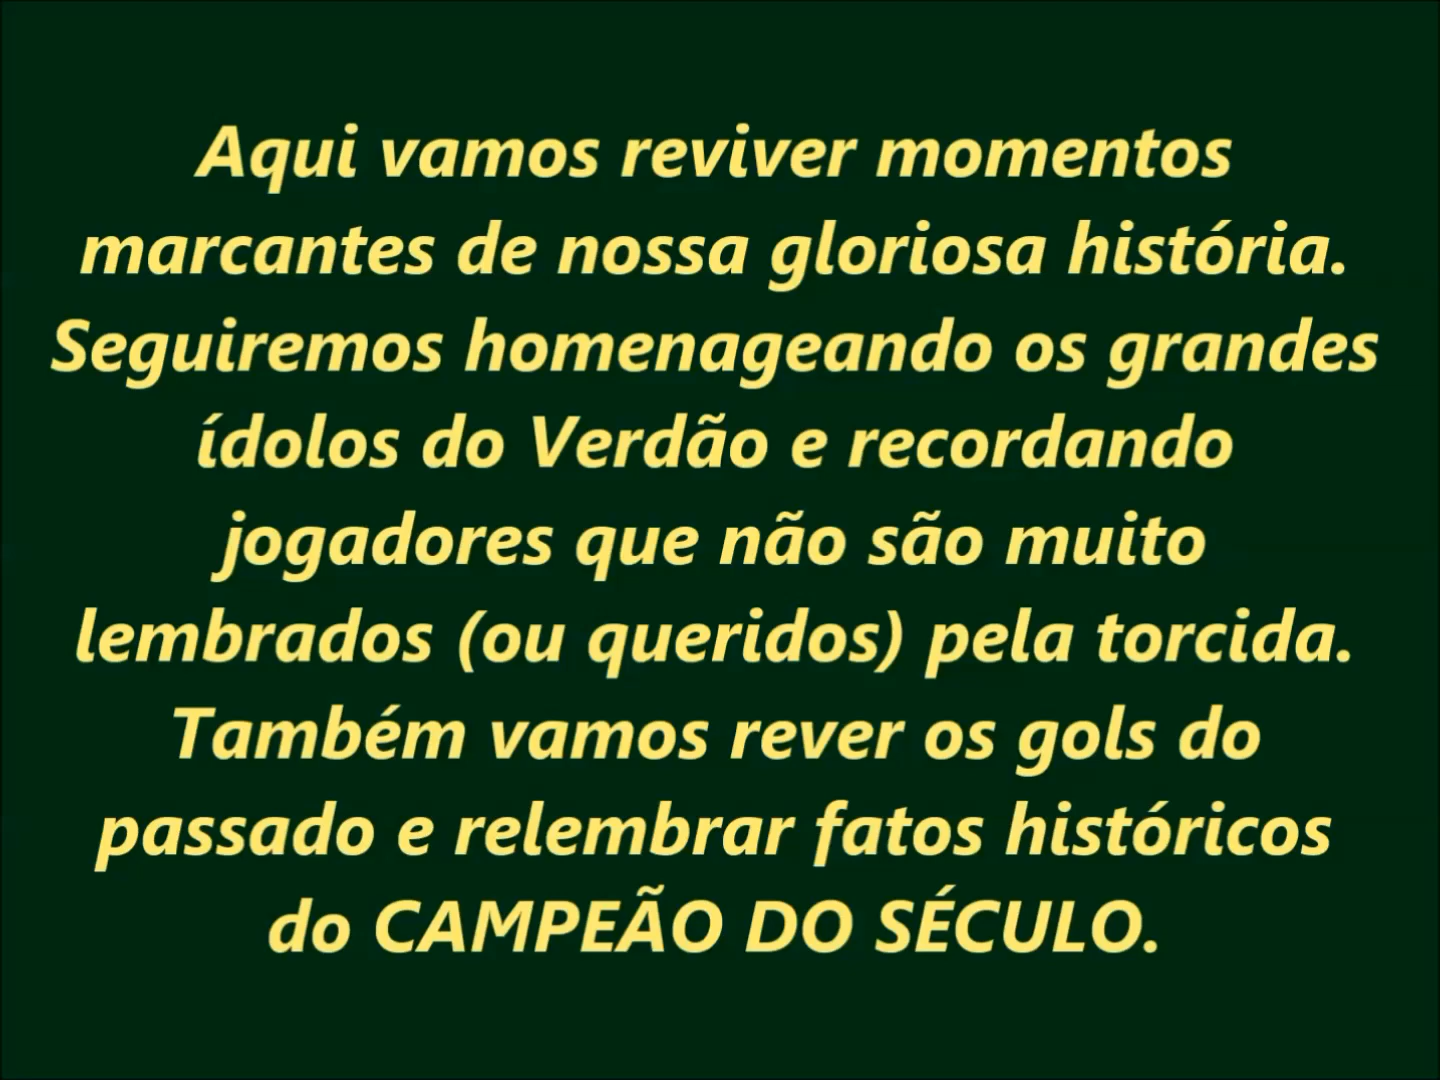 Aqui vamos reviver momentos
marcantes de nossa gloriosa história.
Seguiremos homenageando os grandes
ídolos do Verdão e recordando
jogadores que não são muito
lembrados (ou queridos) pela torcida.
Também vamos rever os gols do
passado e relembrar fatos históricos
do CAMPEÃO DO SÉCULO.